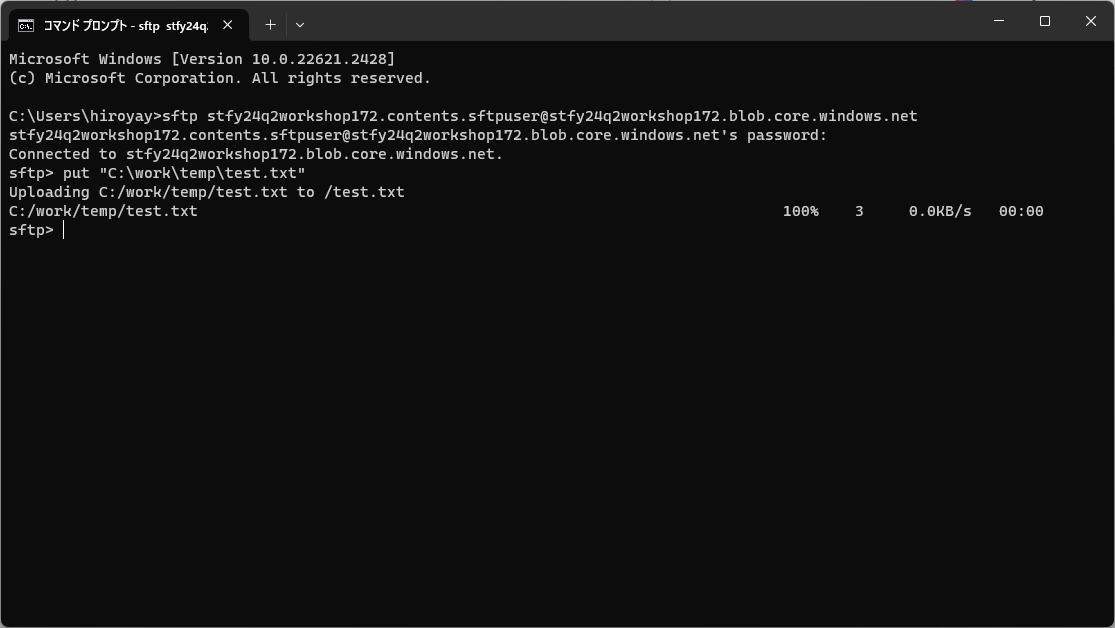 コマンド プロンプト - sftp stfy24q
Microsoft Windows [Version 10.0.22621.2428]
(c) Microsoft Corporation. All rights reserved.
C:\Users\hiroyay>sftp stfy24q2workshop172.contents.sftpuser@stfy24q2workshop172.blob.core.windows.net
stfy24q2workshop172.contents.sftpuser@stfy24q2workshop172.blob.core.windows.net's password:
Connected to stfy24q2workshop172.blob.core.windows.net.
sftp> put "C:\work\temp\test.txt"
Uploading C:/work/temp/test.txt to /test.txt
C:/work/temp/test.txt 100% 3 0.0KB/s 00:00
sftp>